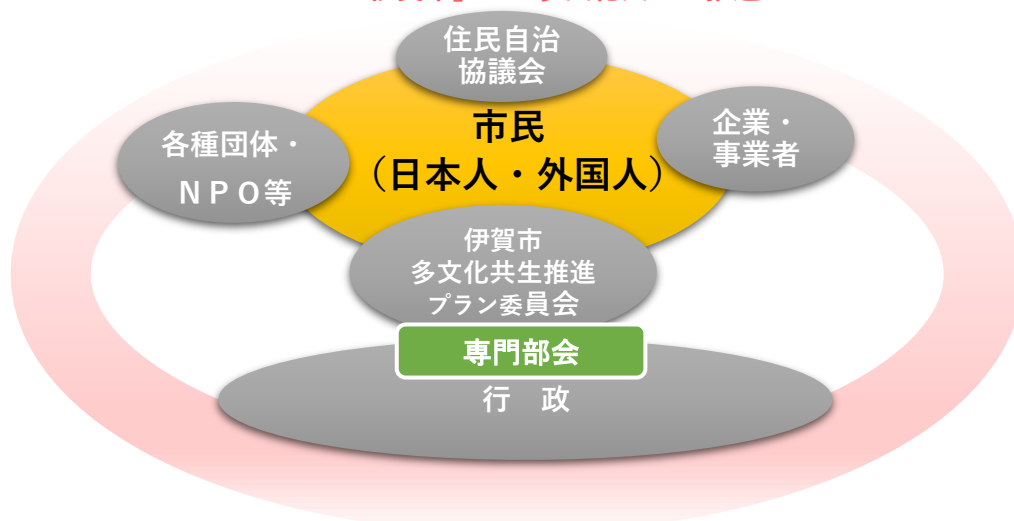 住民自治
協議会
市民
（日本人・外国人）
各種団体・
ＮＰＯ等
企業・
事業者
伊賀市
多文化共生推進
プラン委員会
専門部会
行　政